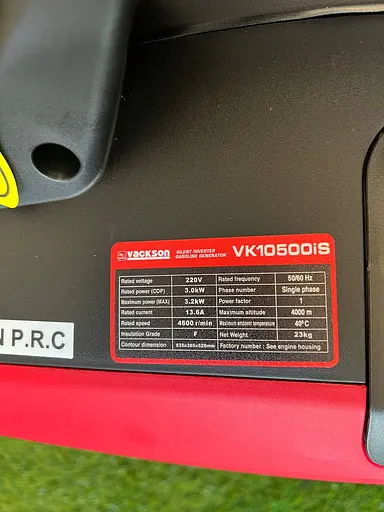 VACKSON SILENT INVERTER GASOLINE GENERATOR VK10500iS
Rated voltage 220V Rated frequency 50/60 Hz
Rated power (COP) 3.0kW Phase number Single phase
Maximum power (MAX) 3.2kW Power factor 1
Rated current 13.6A Maximum altitude 4000 m
Rated speed 4600 r/min Maximum ambient temperature 40°C
Insulation Grade F Net Weight 23kg
Contour dimension Factory number : See engine housing
N P.R.C